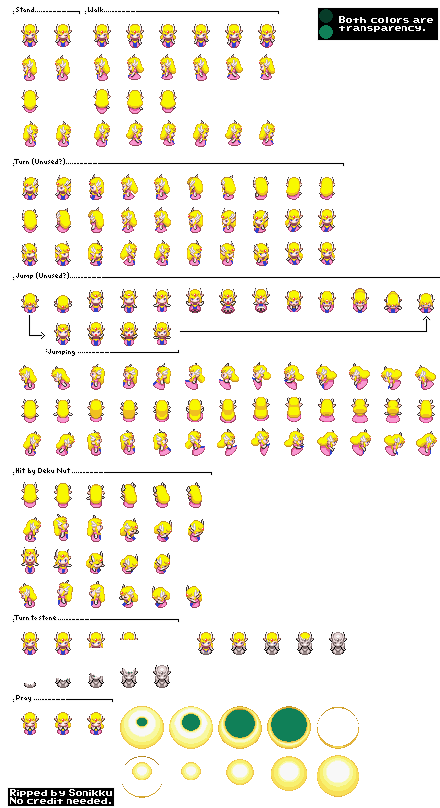 Stand
Walk
Both colors are
transparency.
Turn (Unused?)
Jump (Unused?)
Jumping
Hit by Deku Nut
Turn to stone
Pray
Ripped by Sonikku
No credit needed.